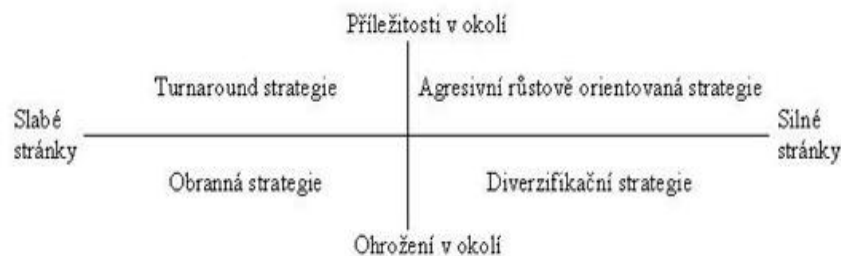 Příležitosti v okolí
Turnaround strategie
Agresivní růstově orientovaná strategie
Slabé
stránky
Silné
stránky
Obranná strategie
Diverzifikační strategie
Ohrožení v okolí